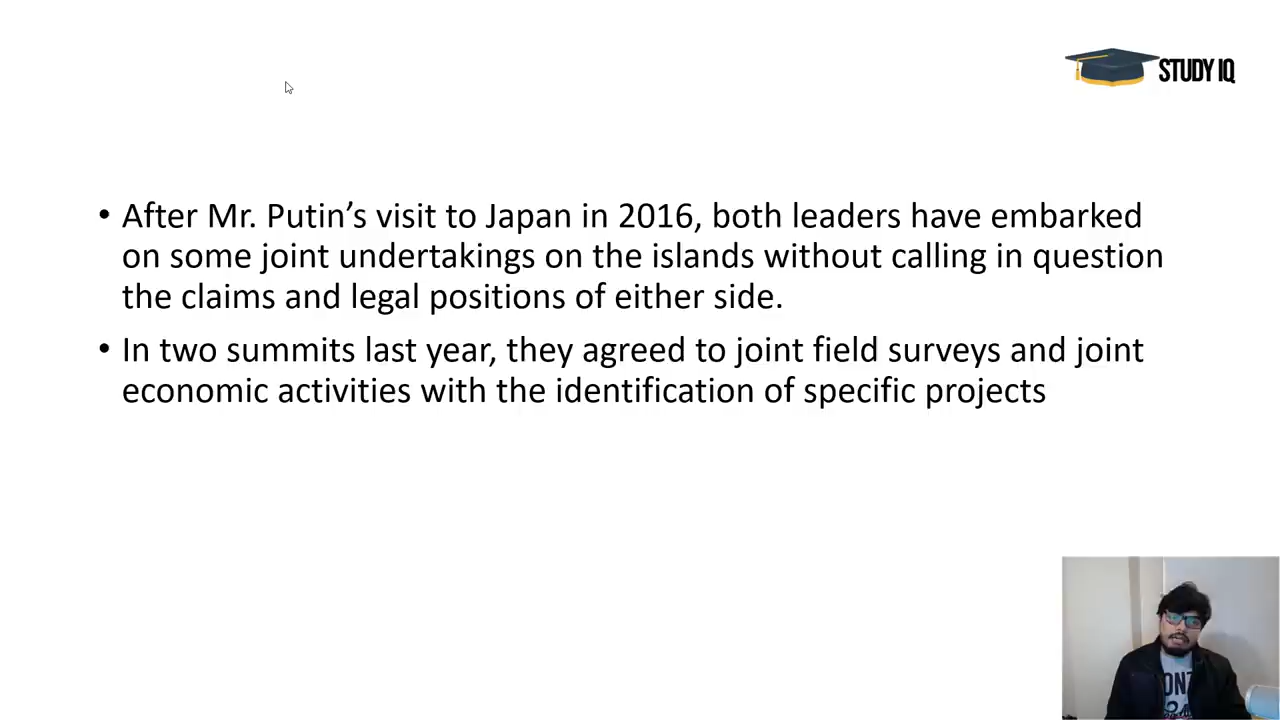 STUDY IQ
• After Mr. Putin’s visit to Japan in 2016, both leaders have embarked
on some joint undertakings on the islands without calling in question
the claims and legal positions of either side.
• In two summits last year, they agreed to joint field surveys and joint
economic activities with the identification of specific projects